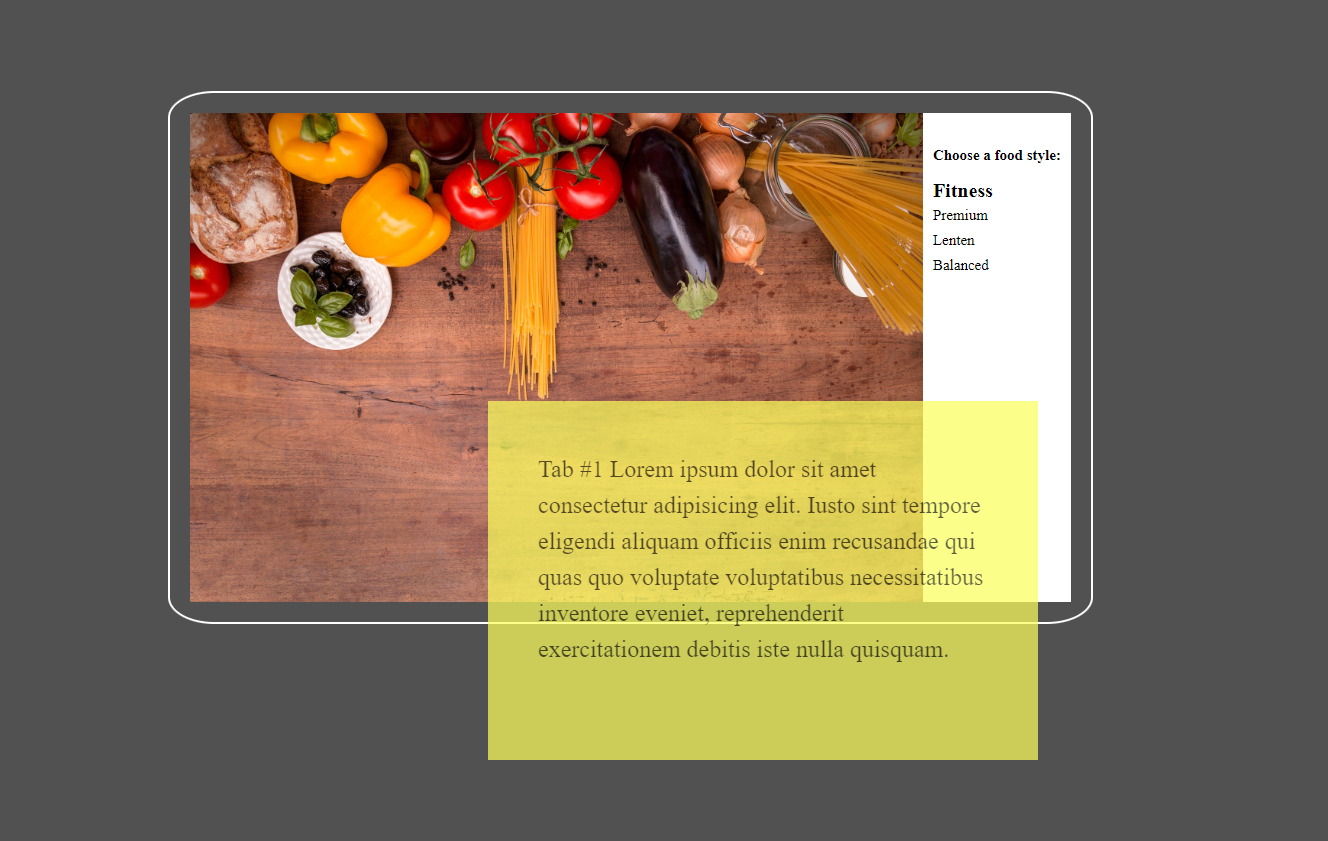 Choose a food style:
Fitness
Premium
Lenten
Balanced
Tab #1 Lorem ipsum dolor sit amet
consectetur adipisicing elit. Iusto sint tempore
eligendi aliquam officiis enim recusandae qui
quas quo voluptate voluptatibus necessitatibus
inventore eveniet, reprehenderit
exercitationem debitis iste nulla quisquam.